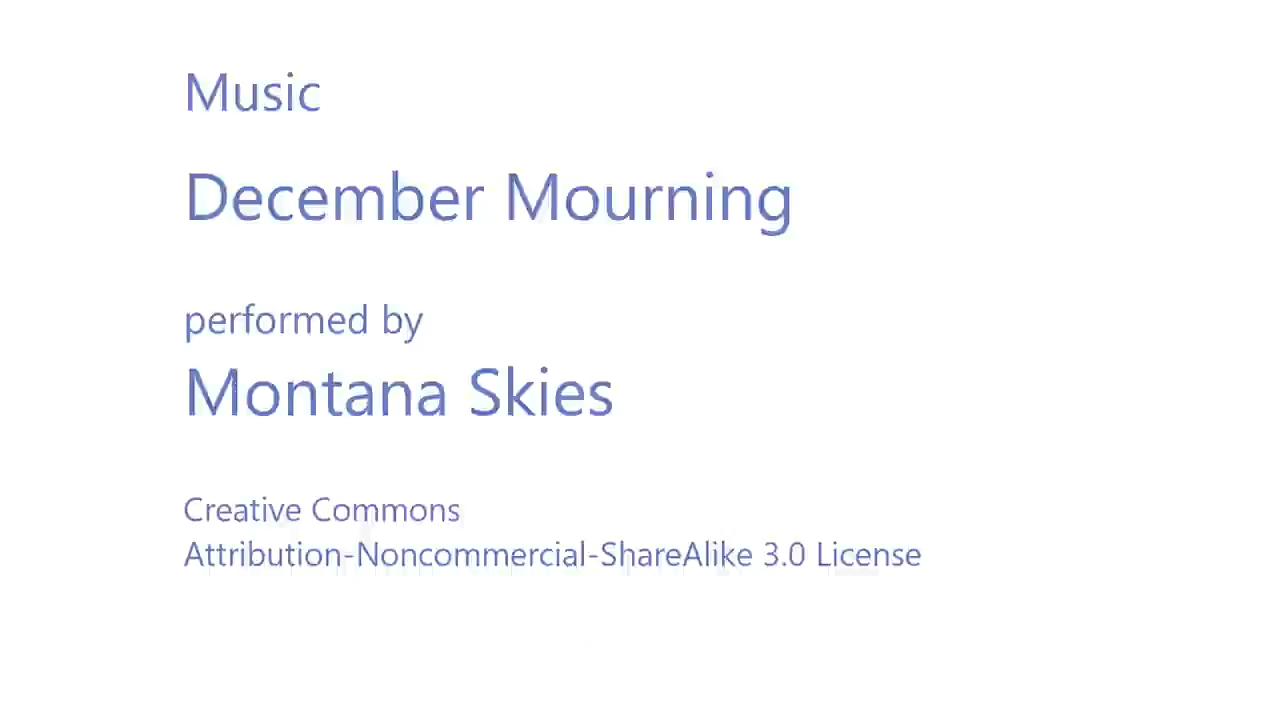 Music
December Mourning
performed by
Montana Skies
Creative Commons
Attribution-Noncommercial-ShareAlike 3.0 License